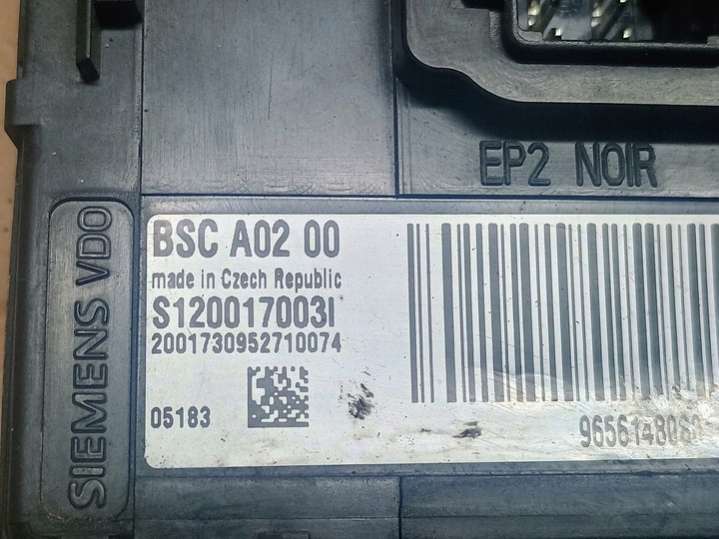 EP2 NOIR
SIEMENS VDO
BSC A02 00
made in Czech Republic
S120017003I
2001730952710074
05183